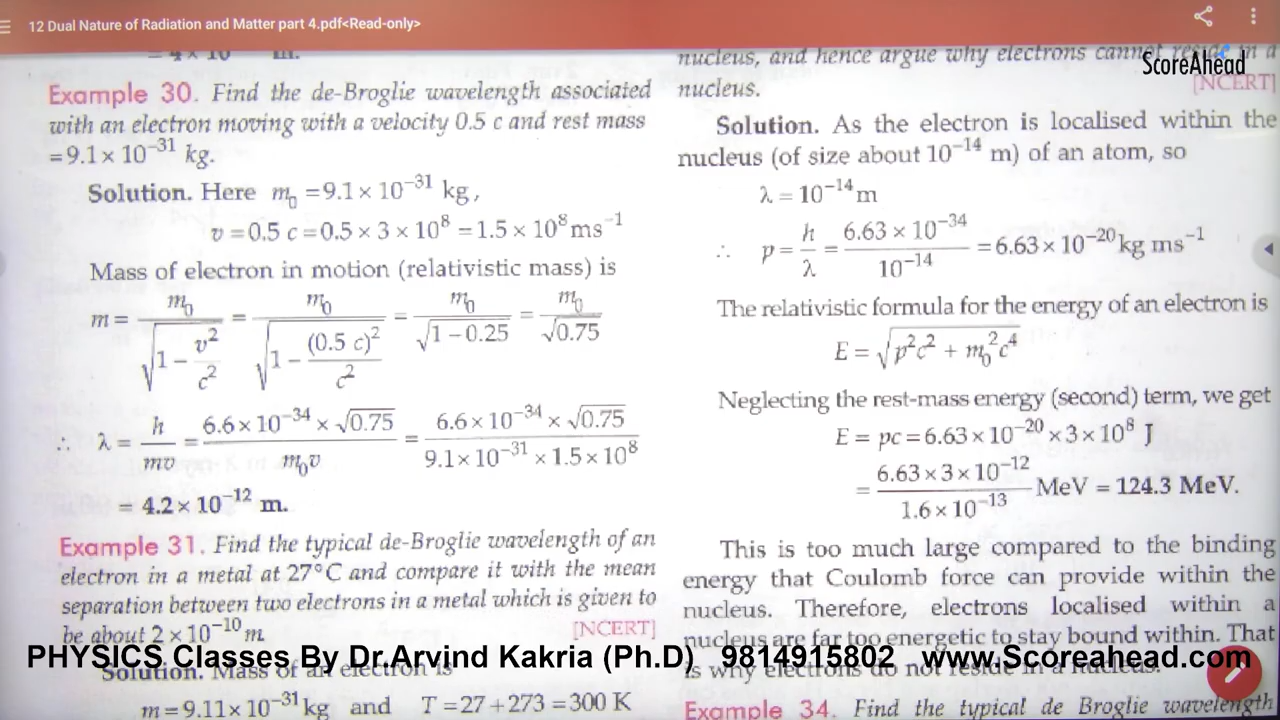 12 Dual Nature of Radiation and Matter part 4.pdf<Read-only>
ScoreAhead
= 4 × 10 m.
Example 30. Find the de-Broglie wavelength associated
with an electron moving with a velocity 0.5 c and rest mass
= 9.1 × 10⁻³¹ kg.
Solution. Here m₀ = 9.1 × 10⁻³¹ kg,
v = 0.5 c = 0.5 × 3 × 10⁸ = 1.5 × 10⁸ ms⁻¹
Mass of electron in motion (relativistic mass) is
m = m₀/√(1 − v²/c²) = m₀/√(1 − (0.5 c)²/c²) = m₀/√(1 − 0.25) = m₀/√0.75
∴ λ = h/mv = 6.6 × 10⁻³⁴ × √0.75/m₀v = 6.6 × 10⁻³⁴ × √0.75/9.1 × 10⁻³¹ × 1.5 × 10⁸
= 4.2 × 10⁻¹² m.
Example 31. Find the typical de-Broglie wavelength of an
electron in a metal at 27°C and compare it with the mean
separation between two electrons in a metal which is given to
be about 2 × 10⁻¹⁰ m
[NCERT]
Solution. Mass of an electron is
m = 9.11 × 10⁻³¹ kg and T = 27 + 273 = 300 K
nucleus, and hence argue why electrons cannot reside in a
nucleus.
[NCERT]
Solution. As the electron is localised within the
nucleus (of size about 10⁻¹⁴ m) of an atom, so
λ = 10⁻¹⁴ m
∴ p = h/λ = 6.63 × 10⁻³⁴/10⁻¹⁴ = 6.63 × 10⁻²⁰ kg ms⁻¹
The relativistic formula for the energy of an electron is
E = √(p²c² + m₀²c⁴)
Neglecting the rest-mass energy (second) term, we get
E = pc = 6.63 × 10⁻²⁰ × 3 × 10⁸ J
= 6.63 × 3 × 10⁻¹²/1.6 × 10⁻¹³ MeV = 124.3 MeV.
This is too much large compared to the binding
energy that Coulomb force can provide within the
nucleus. Therefore, electrons localised within a
nucleus are far too energetic to stay bound within. That
is why electrons do not reside in a nucleus.
Example 34. Find the typical de Broglie wavelength
PHYSICS Classes By Dr.Arvind Kakria (Ph.D) 9814915802 www.Scoreahead.com